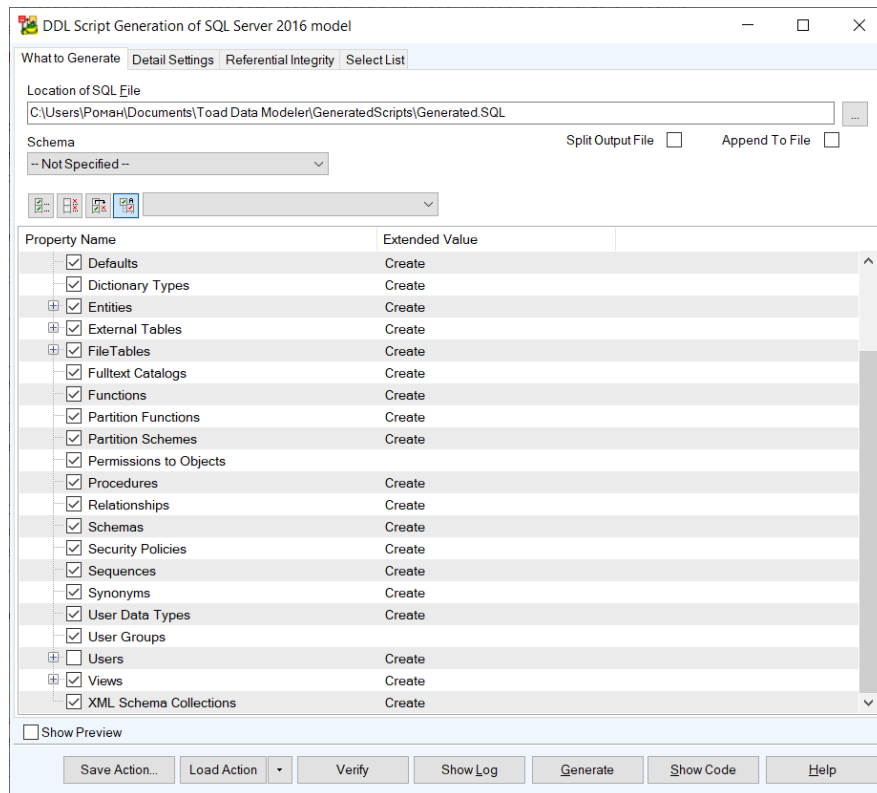 DDL Script Generation of SQL Server 2016 model
What to Generate Detail Settings Referential Integrity Select List
Location of SQL File
C:\Users\Роман\Documents\Toad Data Modeler\GeneratedScripts\Generated.SQL ...
Schema Split Output File Append To File
-- Not Specified --
Property Name Extended Value
Defaults Create
Dictionary Types Create
Entities Create
External Tables Create
FileTables Create
Fulltext Catalogs Create
Functions Create
Partition Functions Create
Partition Schemes Create
Permissions to Objects
Procedures Create
Relationships Create
Schemas Create
Security Policies Create
Sequences Create
Synonyms Create
User Data Types Create
User Groups
Users Create
Views Create
XML Schema Collections Create
Show Preview
Save Action... Load Action Verify Show Log Generate Show Code Help